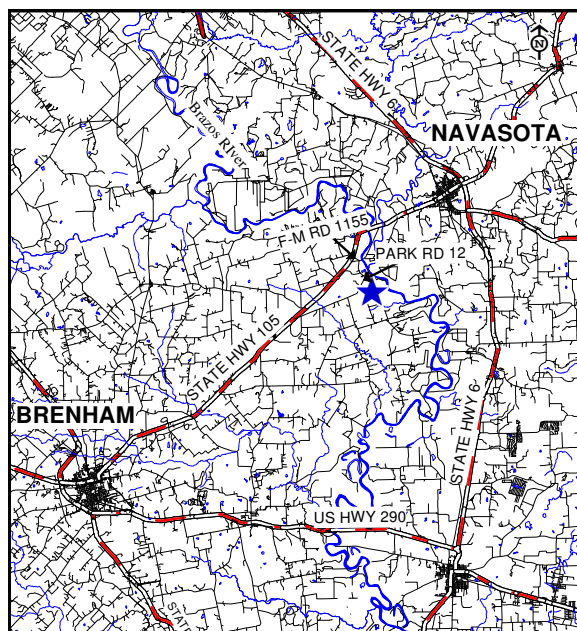 N
STATE HWY 6
NAVASOTA
Brazos River
F-M RD 1155
PARK RD 12
STATE HWY 105
BRENHAM
STATE HWY 6
US HWY 290